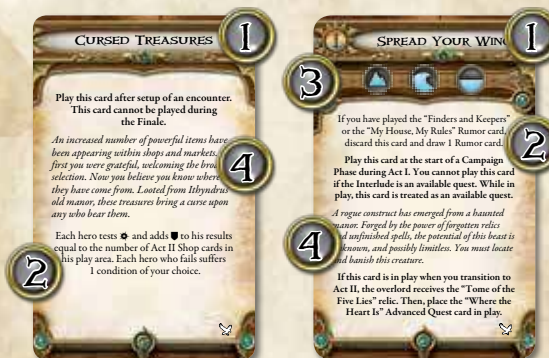 CURSED TREASURES
1
Play this card after setup of an encounter.
This card cannot be played during
the Finale.
An increased number of powerful items have
been appearing within shops and markets.
first you were grateful, welcoming the
selection. Now you believe you know where
they have come from. Looted from Ithyndrus
old manor, these treasures bring a curse upon
any who bear them.
4
Each hero tests and adds to his results
equal to the number of Act II Shop cards in
his play area. Each hero who fails suffers
1 condition of your choice.
2
SPREAD YOUR
1
3
If you have played the “Finders and Keepers”
or the “My House, My Rules” Rumor card,
discard this card and draw 1 Rumor card.
2
Play this card at the start of a Campaign
Phase during Act I. You cannot play this card
if the Interlude is an available quest. While in
play, this card is treated as an available quest.
A rogue construct has emerged from a haunted
manor. Forged by the power of forgotten relics
unfinished spells, the potential of this beast is
and possibly limitless. You must locate
banish this creature.
4
If this card is in play when you transition to
Act II, the overlord receives the “Tome of the
Five Lies” relic. Then, place the “Where the
Heart Is” Advanced Quest card in play.